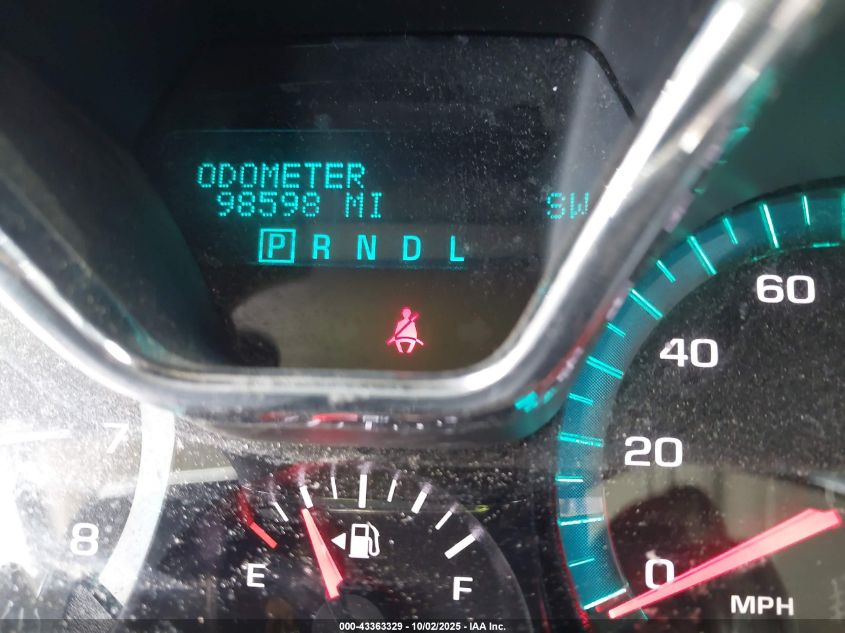 ODOMETER
98598 MI SW
P R N D L
60
40
20
0
MPH
7
8
E F
000-43363329 - 10/02/2025 - IAA Inc.